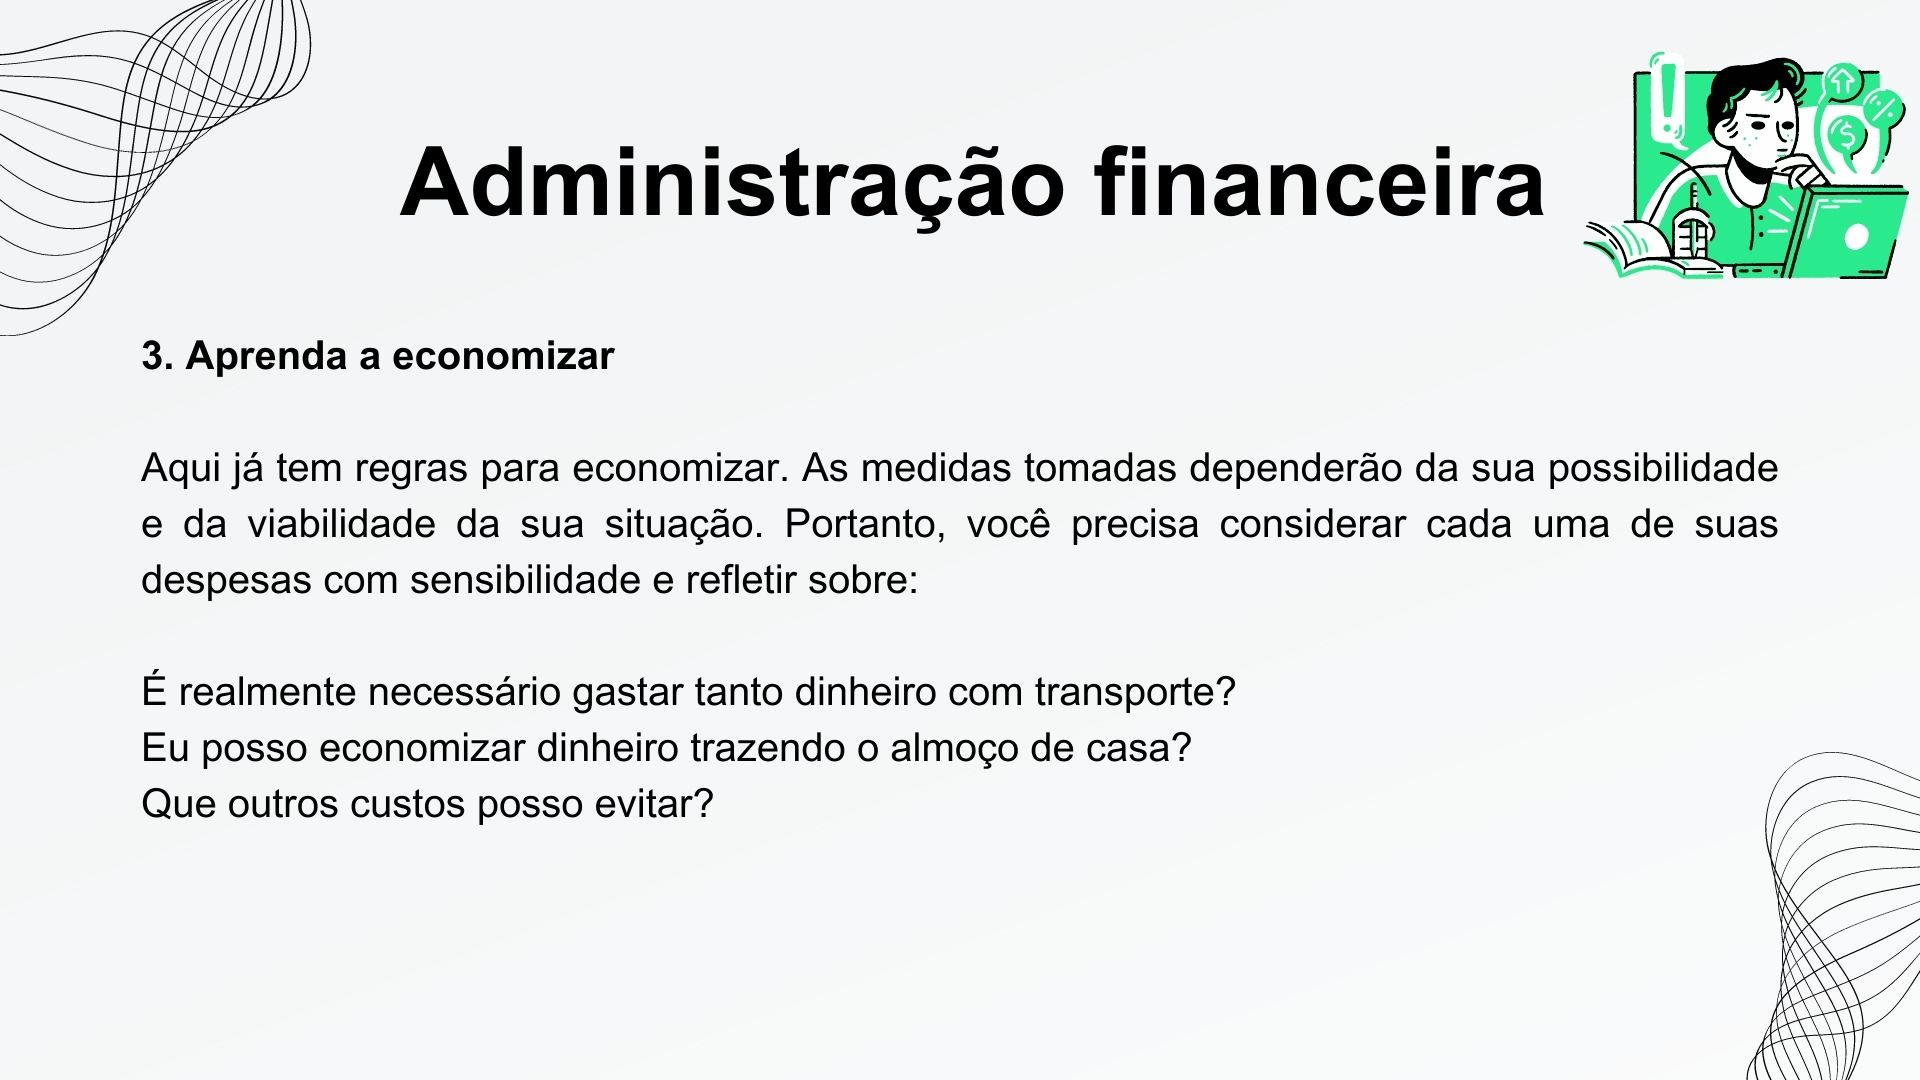 Administração financeira
3. Aprenda a economizar
Aqui já tem regras para economizar. As medidas tomadas dependerão da sua possibilidade
e da viabilidade da sua situação. Portanto, você precisa considerar cada uma de suas
despesas com sensibilidade e refletir sobre:
É realmente necessário gastar tanto dinheiro com transporte?
Eu posso economizar dinheiro trazendo o almoço de casa?
Que outros custos posso evitar?